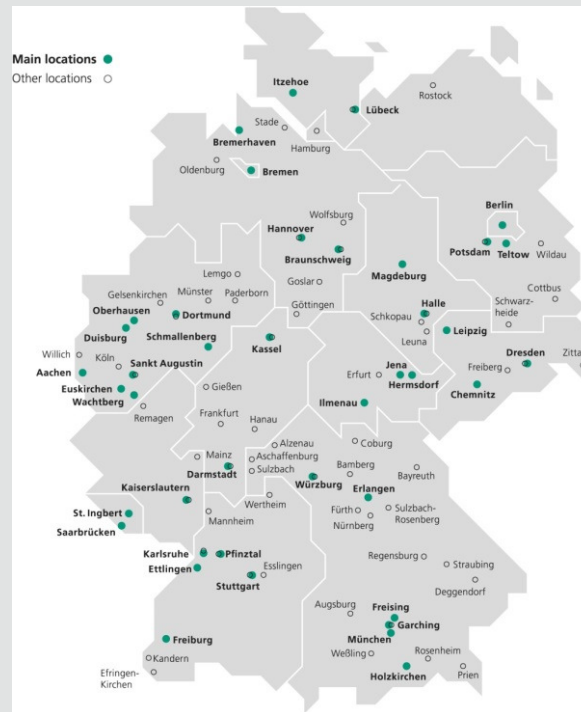 Main locations
Other locations
Itzehoe
Rostock
Lübeck
Stade
Hamburg
Bremerhaven
Oldenburg
Bremen
Berlin
Wolfsburg
Hannover
Braunschweig
Potsdam
Teltow
Wildau
Magdeburg
Lemgo
Goslar
Cottbus
Gelsenkirchen
Münster
Paderborn
Göttingen
Schwarz-
heide
Oberhausen
Dortmund
Halle
Schkopau
Leipzig
Duisburg
Schmallenberg
Kassel
Leuna
Willich
Köln
Dresden
Zitta
Aachen
Sankt Augustin
Erfurt
Jena
Freiberg
Hermsdorf
Chemnitz
Euskirchen
Wachtberg
Gießen
Ilmenau
Remagen
Frankfurt
Hanau
Alzenau
Coburg
Mainz
Aschaffenburg
Bamberg
Sulzbach
Bayreuth
Darmstadt
Würzburg
Kaiserslautern
Erlangen
Wertheim
St. Ingbert
Mannheim
Fürth
Sulzbach-
Rosenberg
Nürnberg
Saarbrücken
Karlsruhe
Pfinztal
Regensburg
Ettlingen
Esslingen
Straubing
Stuttgart
Deggendorf
Augsburg
Freising
Garching
Freiburg
München
Kandern
Weßling
Rosenheim
Efringen-
Kirchen
Holzkirchen
Prien